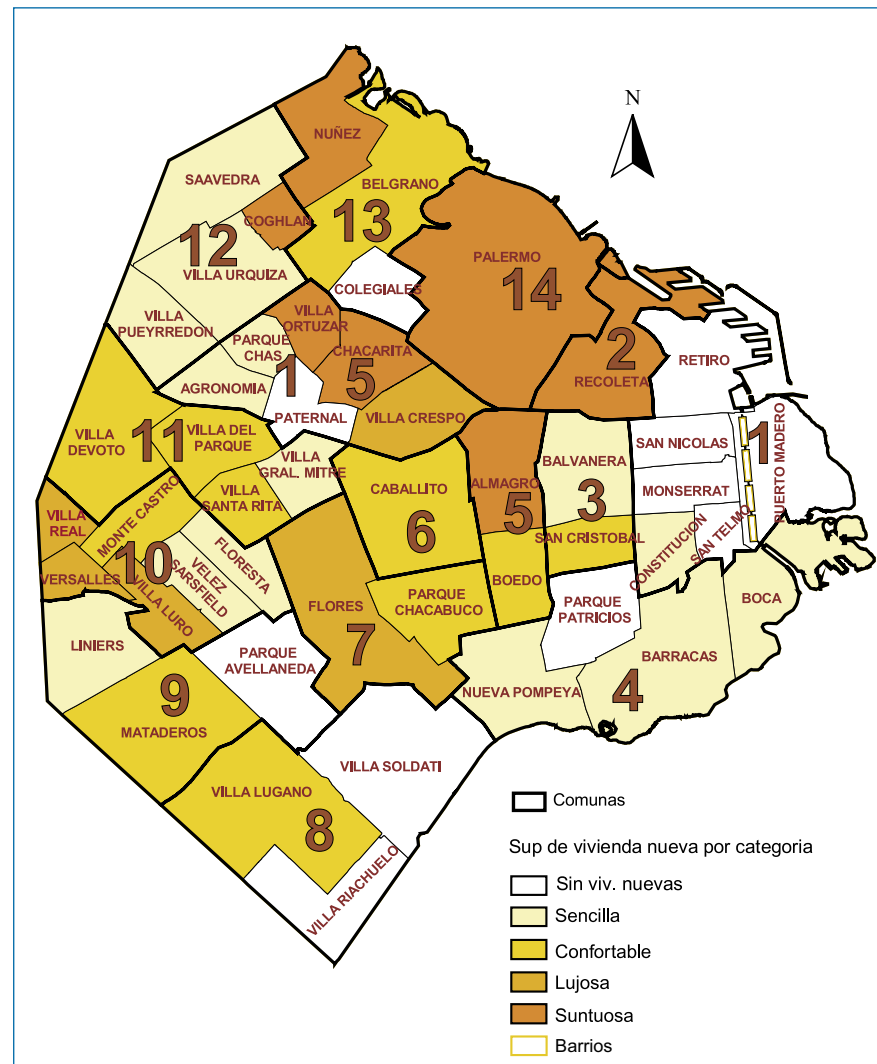 N
NUÑEZ
SAAVEDRA
BELGRANO
COGHLAN
13
12
VILLA URQUIZA
PALERMO
14
COLEGIALES
VILLA
PUEYRREDON
VILLA
ORTUZAR
PARQUE
CHAS
CHACARITA
2
RETIRO
1
5
RECOLETA
AGRONOMIA
PATERNAL
VILLA CRESPO
VILLA
DEVOTO
11
VILLA DEL
PARQUE
SAN NICOLAS
1
PUERTO MADERO
VILLA
GRAL. MITRE
BALVANERA
CABALLITO
ALMAGRO
3
MONSERRAT
VILLA
SANTA RITA
MONTE CASTRO
6
5
VILLA
REAL
FLORESTA
SAN CRISTOBAL
CONSTITUCION
SAN TELMO
10
VERSALLES
VELEZ
SARSFIELD
VILLA LURO
FLORES
PARQUE
CHACABUCO
BOEDO
PARQUE
PATRICIOS
BOCA
LINIERS
PARQUE
AVELLANEDA
7
BARRACAS
4
NUEVA POMPEYA
9
MATADEROS
VILLA SOLDATI
VILLA LUGANO
8
VILLA RIACHUELO
Comunas
Sup de vivienda nueva por categoria
Sin viv. nuevas
Sencilla
Confortable
Lujosa
Suntuosa
Barrios